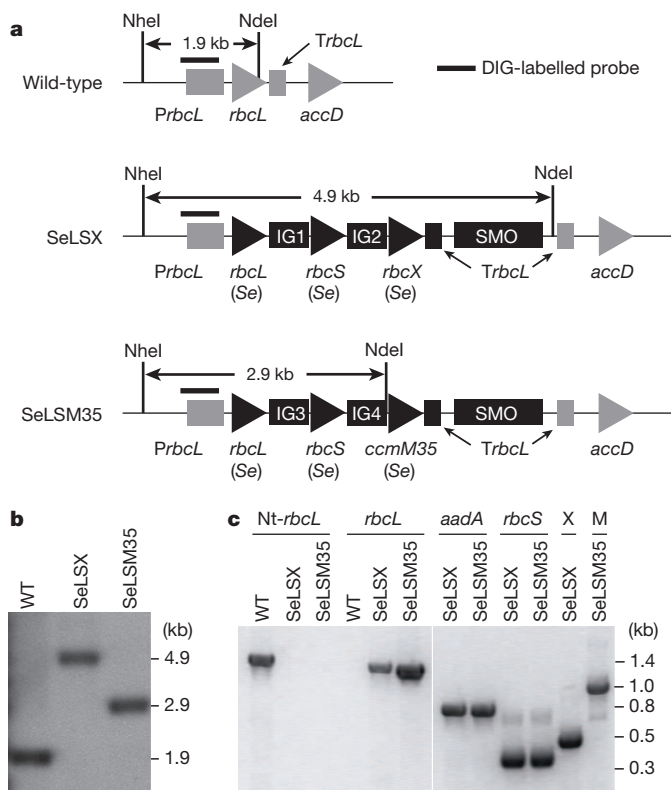 a
NheI NdeI
1.9 kb
TrbcL
DIG-labelled probe
Wild-type
PrbcL rbcL accD
NheI NdeI
4.9 kb
SeLSX
IG1 IG2 SMO
PrbcL rbcL rbcS rbcX TrbcL accD
(Se) (Se) (Se)
NheI NdeI
2.9 kb
SeLSM35
IG3 IG4 SMO
PrbcL rbcL rbcS ccmM35 TrbcL accD
(Se) (Se) (Se)
b
WT SeLSX SeLSM35
(kb)
4.9
2.9
1.9
c
Nt-rbcL rbcL aadA rbcS X M
WT SeLSX SeLSM35 WT SeLSX SeLSM35 SeLSX SeLSM35 SeLSX SeLSM35 SeLSX SeLSM35
(kb)
1.4
1.0
0.8
0.5
0.3